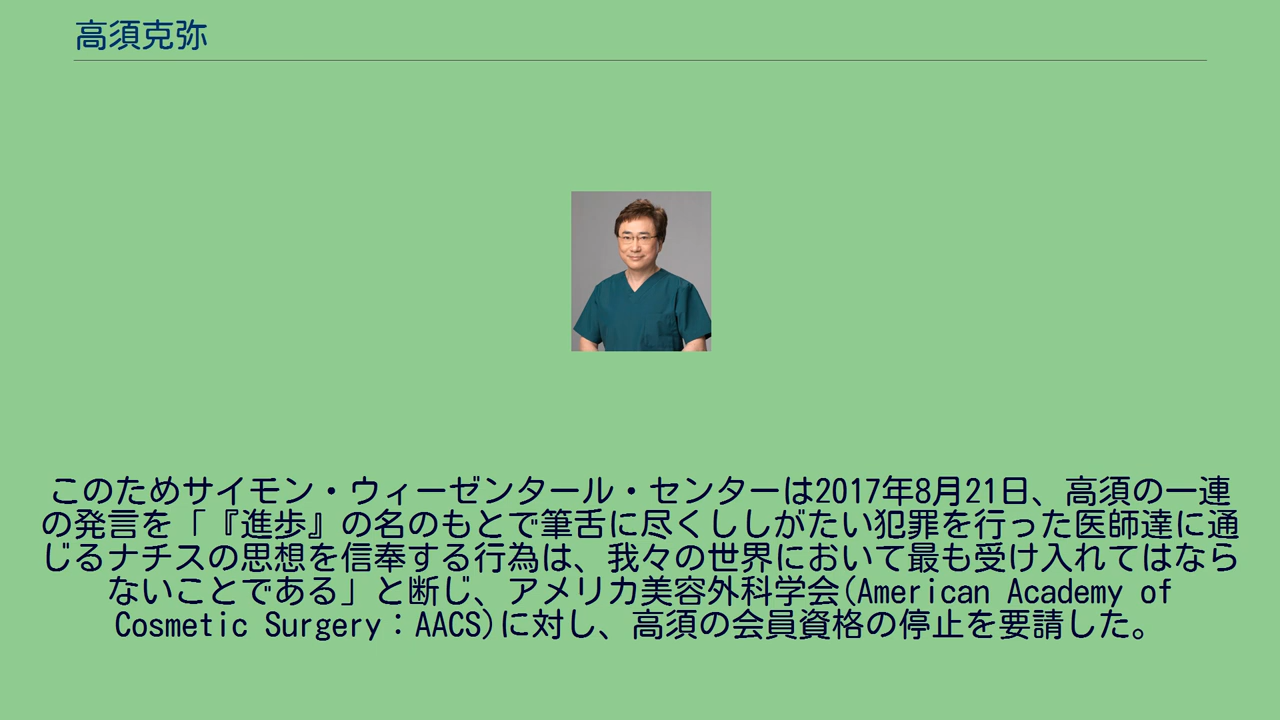 高須克弥
このためサイモン・ウィーゼンタール・センターは2017年8月21日、高須の一連
の発言を「『進歩』の名のもとで筆舌に尽くししがたい犯罪を行った医師達に通
じるナチスの思想を信奉する行為は、我々の世界において最も受け入れてはなら
ないことである」と断じ、アメリカ美容外科学会(American Academy of
Cosmetic Surgery：AACS)に対し、高須の会員資格の停止を要請した。